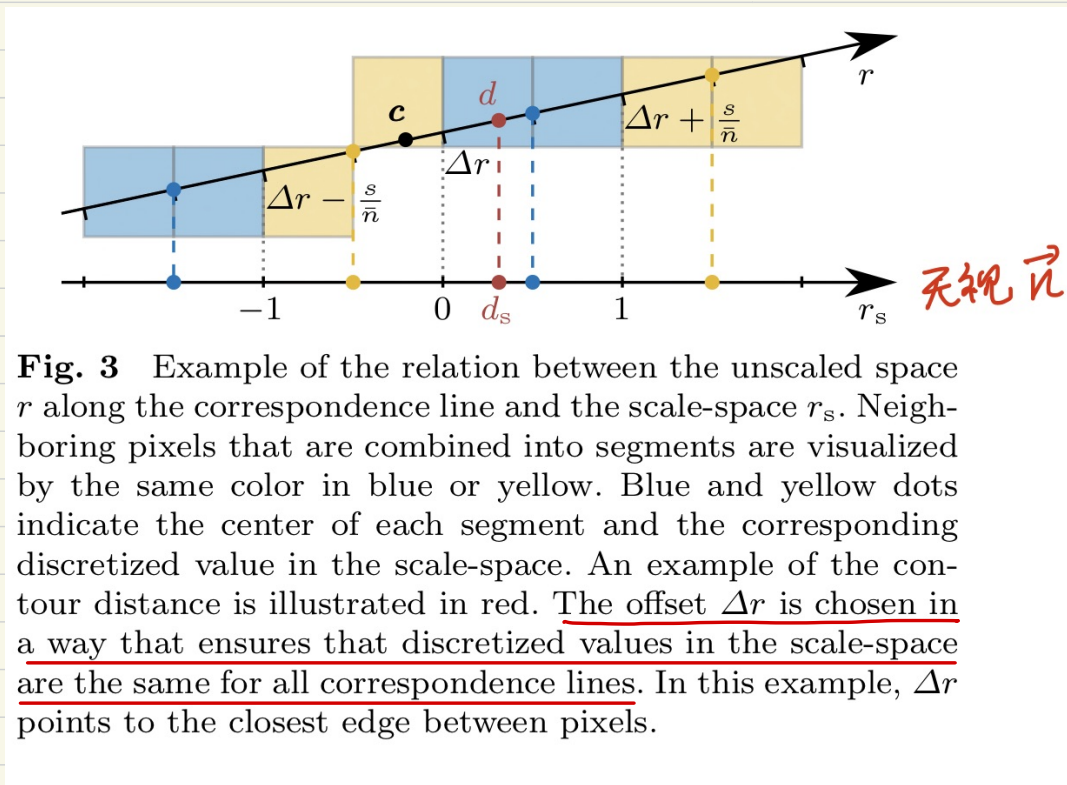 r
d
c
Δr + s/n̄
Δr
Δr − s/n̄
−1
0
d_s
1
r_s
无视 n⃗
Fig. 3 Example of the relation between the unscaled space
r along the correspondence line and the scale-space r_s. Neigh-
boring pixels that are combined into segments are visualized
by the same color in blue or yellow. Blue and yellow dots
indicate the center of each segment and the corresponding
discretized value in the scale-space. An example of the con-
tour distance is illustrated in red. The offset Δr is chosen in
a way that ensures that discretized values in the scale-space
are the same for all correspondence lines. In this example, Δr
points to the closest edge between pixels.